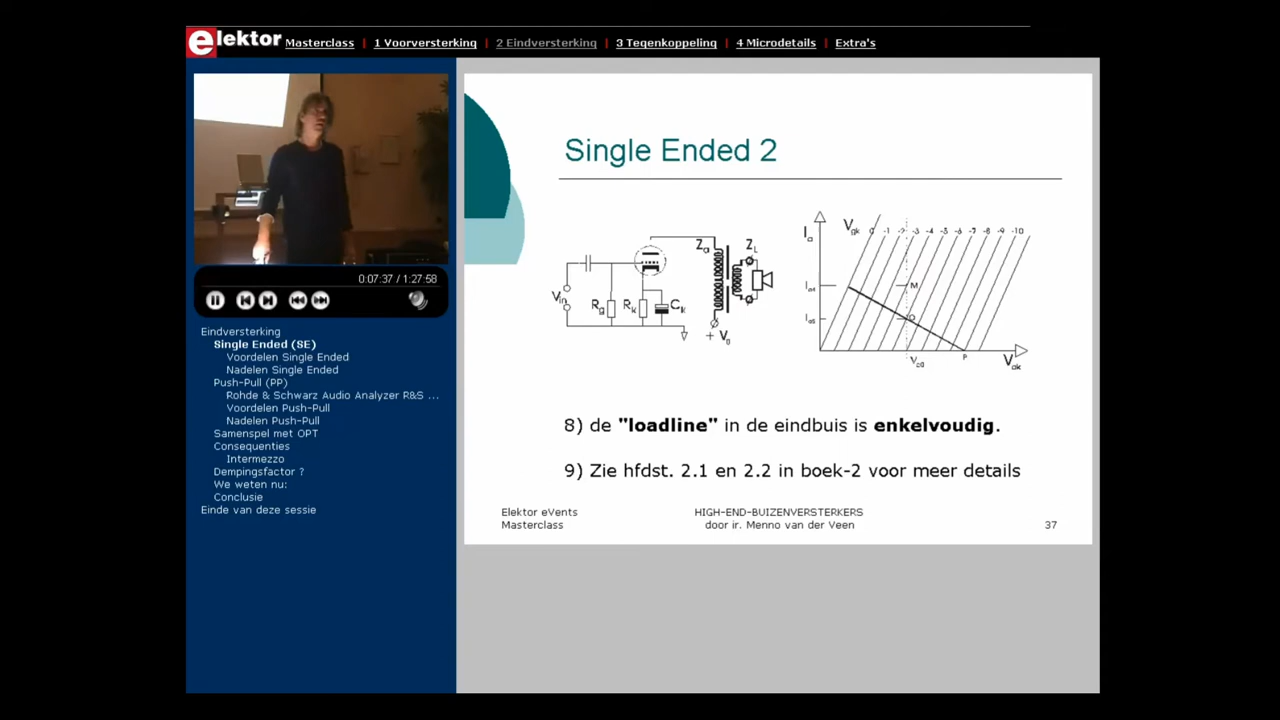 elektor Masterclass | 1 Voorversterking | 2 Eindversterking | 3 Tegenkoppeling | 4 Microdetails | Extra's
0:07:37 / 1:27:58
Eindversterking
Single Ended (SE)
Voordelen Single Ended
Nadelen Single Ended
Push-Pull (PP)
Rohde & Schwarz Audio Analyzer R&S ...
Voordelen Push-Pull
Nadelen Push-Pull
Samenspel met OPT
Consequenties
Intermezzo
Dempingsfactor ?
We weten nu:
Conclusie
Einde van deze sessie
Single Ended 2
Vin
Rg
Rk
Ck
Za
ZL
+ V0
Ia
Vgk
0 -1 -2 -3 -4 -5 -6 -7 -8 -9 -10
M
Q
P
Vak
8) de "loadline" in de eindbuis is enkelvoudig.
9) Zie hfdst. 2.1 en 2.2 in boek-2 voor meer details
Elektor eVents
Masterclass
HIGH-END-BUIZENVERSTERKERS
door ir. Menno van der Veen
37